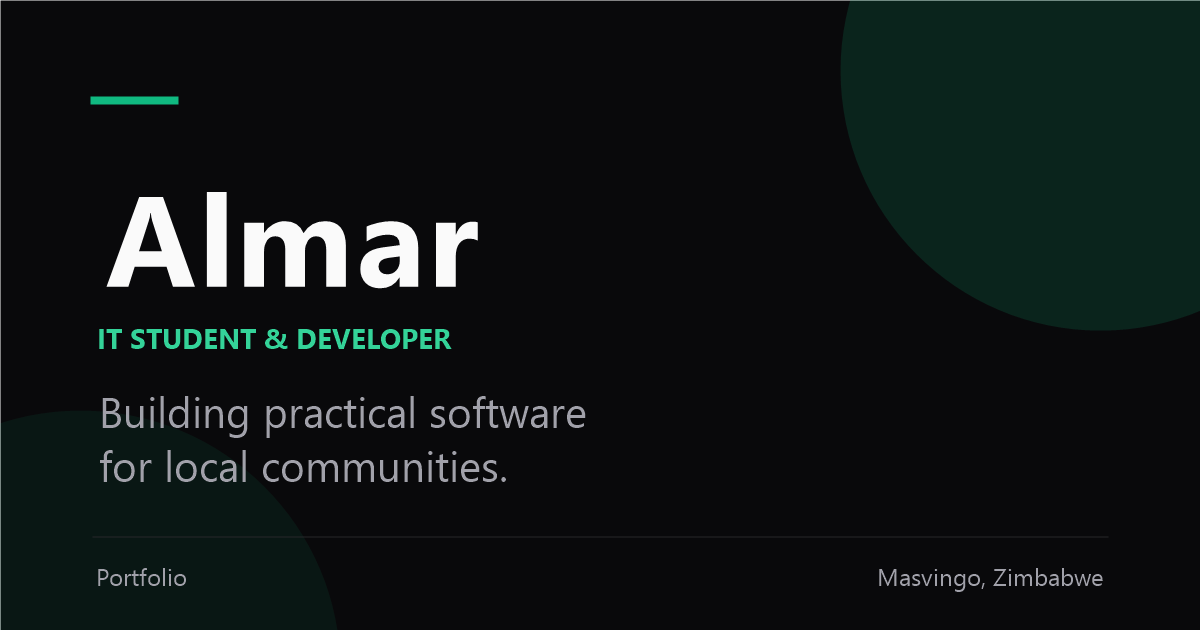 Almar
IT STUDENT & DEVELOPER
Building practical software
for local communities.
Portfolio
Masvingo, Zimbabwe